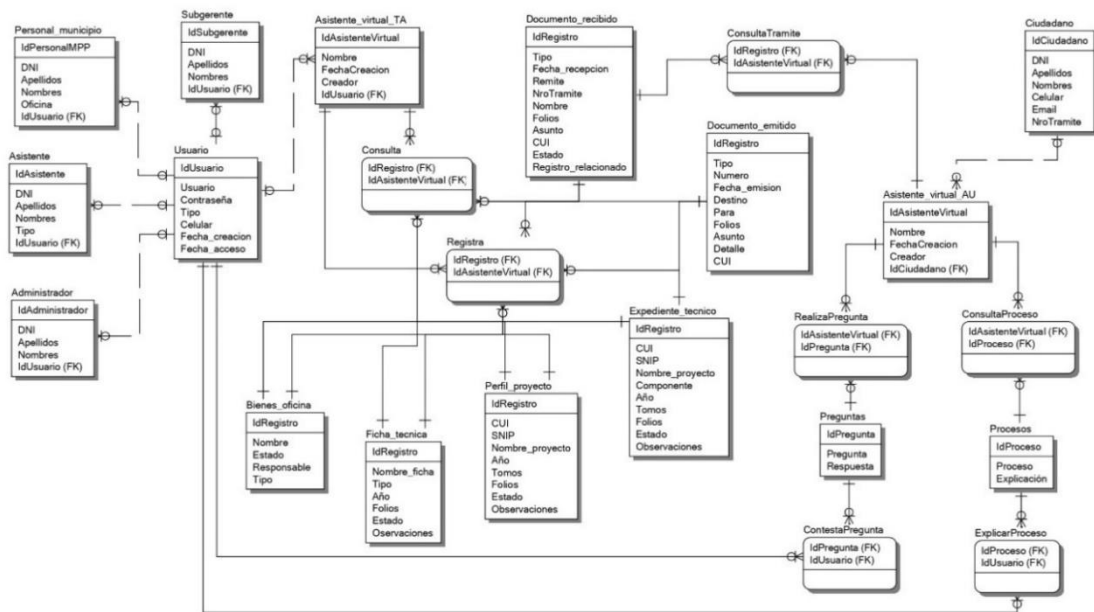 Personal_municipio
IdPersonalMPP
DNI
Apellidos
Nombres
Oficina
IdUsuario (FK)
Subgerente
IdSubgerente
DNI
Apellidos
Nombres
IdUsuario (FK)
Asistente_virtual_TA
IdAsistenteVirtual
Nombre
FechaCreacion
Creador
IdUsuario (FK)
Documento_recibido
IdRegistro
Tipo
Fecha_recepcion
Remite
NroTramite
Nombre
Folios
Asunto
CUI
Estado
Registro_relacionado
ConsultaTramite
IdRegistro (FK)
IdAsistenteVirtual (FK)
Ciudadano
IdCiudadano
DNI
Apellidos
Nombres
Celular
Email
NroTramite
Asistente
IdAsistente
DNI
Apellidos
Nombres
Tipo
IdUsuario (FK)
Usuario
IdUsuario
Usuario
Contraseña
Tipo
Celular
Fecha_creacion
Fecha_acceso
Consulta
IdRegistro (FK)
IdAsistenteVirtual (FK)
Documento_emitido
IdRegistro
Tipo
Numero
Fecha_emision
Destino
Para
Folios
Asunto
Detalle
CUI
Asistente_virtual_AU
IdAsistenteVirtual
Nombre
FechaCreacion
Creador
IdCiudadano (FK)
Registra
IdRegistro (FK)
IdAsistenteVirtual (FK)
Administrador
IdAdministrador
DNI
Apellidos
Nombres
IdUsuario (FK)
Expediente_tecnico
IdRegistro
CUI
SNIP
Nombre_proyecto
Componente
Año
Tomos
Folios
Estado
Observaciones
RealizaPregunta
IdAsistenteVirtual (FK)
IdPregunta (FK)
ConsultaProceso
IdAsistenteVirtual (FK)
IdProceso (FK)
Bienes_oficina
IdRegistro
Nombre
Estado
Responsable
Tipo
Ficha_tecnica
IdRegistro
Nombre_ficha
Tipo
Año
Folios
Estado
Oservaciones
Perfil_proyecto
IdRegistro
CUI
SNIP
Nombre_proyecto
Año
Tomos
Folios
Estado
Observaciones
Preguntas
IdPregunta
Pregunta
Respuesta
Procesos
IdProceso
Proceso
Explicación
ContestaPregunta
IdPregunta (FK)
IdUsuario (FK)
ExplicarProceso
IdProceso (FK)
IdUsuario (FK)